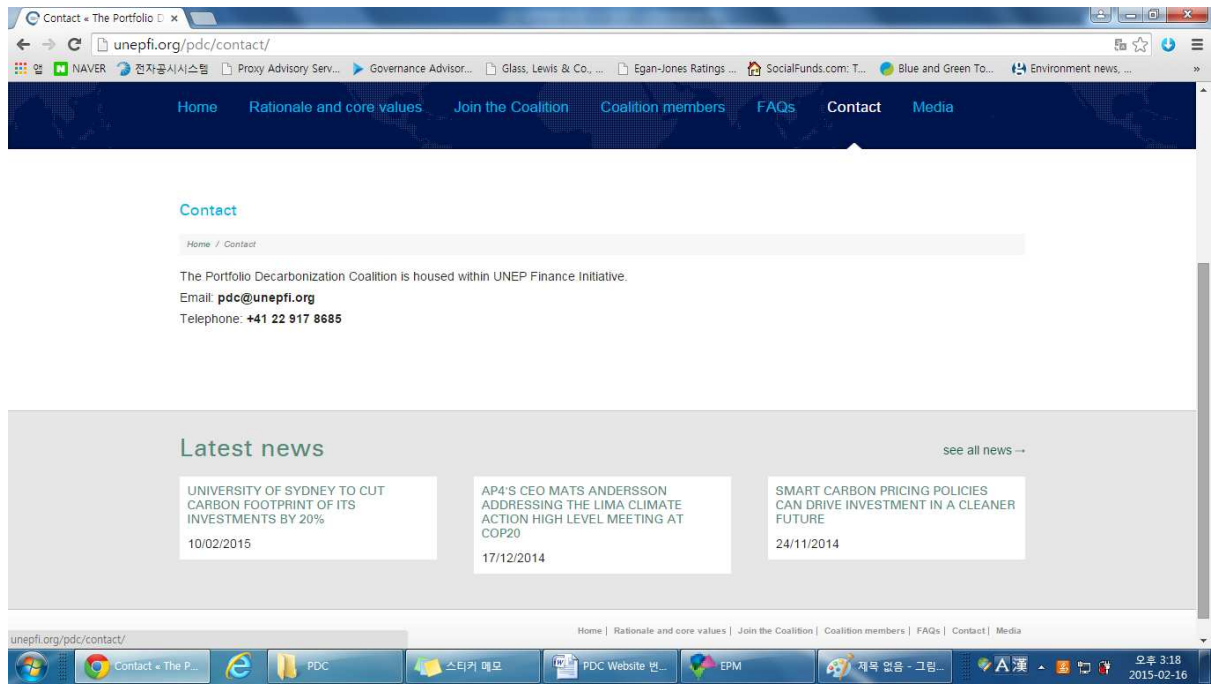 Contact « The Portfolio D
unepfi.org/pdc/contact/
앱 NAVER 전자공시시스템 Proxy Advisory Serv... Governance Advisor... Glass, Lewis & Co., ... Egan-Jones Ratings ... SocialFunds.com: T... Blue and Green To... Environment news, ... »
Home Rationale and core values Join the Coalition Coalition members FAQs Contact Media
Contact
Home / Contact
The Portfolio Decarbonization Coalition is housed within UNEP Finance Initiative.
Email: pdc@unepfi.org
Telephone: +41 22 917 8685
Latest news
see all news →
UNIVERSITY OF SYDNEY TO CUT
CARBON FOOTPRINT OF ITS
INVESTMENTS BY 20%
10/02/2015
AP4'S CEO MATS ANDERSSON
ADDRESSING THE LIMA CLIMATE
ACTION HIGH LEVEL MEETING AT
COP20
17/12/2014
SMART CARBON PRICING POLICIES
CAN DRIVE INVESTMENT IN A CLEANER
FUTURE
24/11/2014
Home | Rationale and core values | Join the Coalition | Coalition members | FAQs | Contact | Media
unepfi.org/pdc/contact/
Contact « The P... PDC 스티커 메모 PDC Website 번... EPM 제목 없음 - 그림... A 漢 오후 3:18
2015-02-16